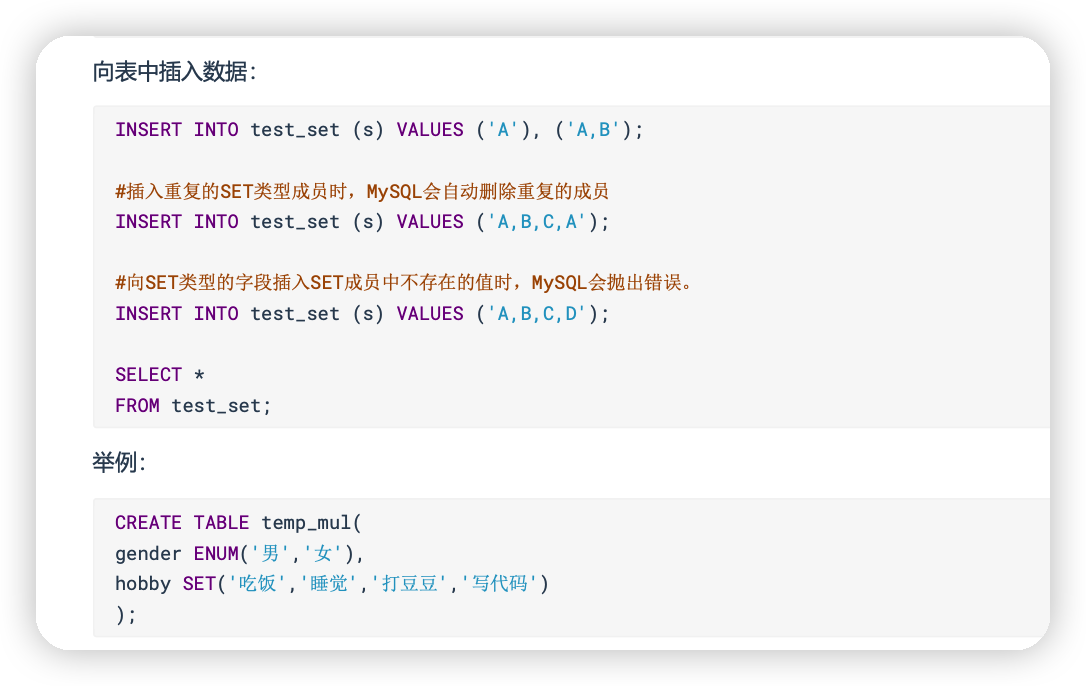 向表中插入数据：
INSERT INTO test_set (s) VALUES ('A'), ('A,B');
#插入重复的SET类型成员时，MySQL会自动删除重复的成员
INSERT INTO test_set (s) VALUES ('A,B,C,A');
#向SET类型的字段插入SET成员中不存在的值时，MySQL会抛出错误。
INSERT INTO test_set (s) VALUES ('A,B,C,D');
SELECT *
FROM test_set;
举例：
CREATE TABLE temp_mul(
gender ENUM('男','女'),
hobby SET('吃饭','睡觉','打豆豆','写代码')
);